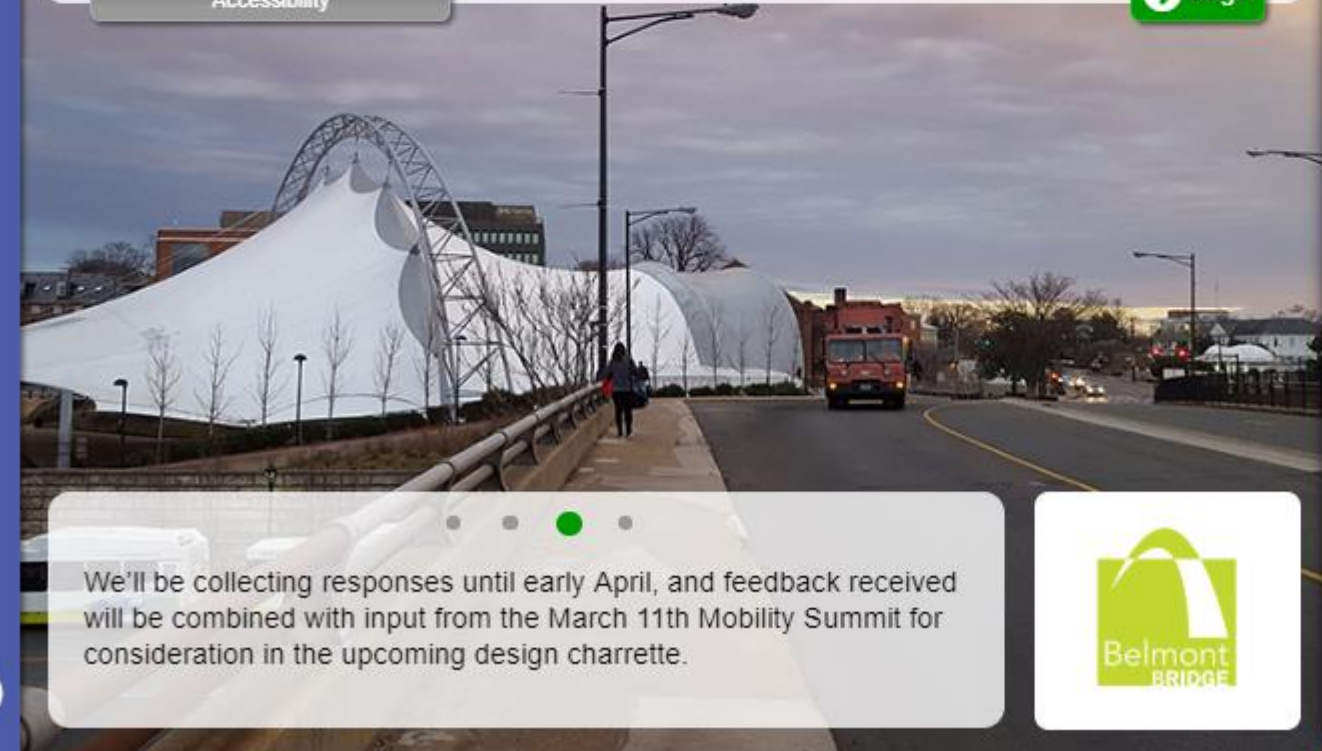 Accessibility
We'll be collecting responses until early April, and feedback received
will be combined with input from the March 11th Mobility Summit for
consideration in the upcoming design charrette.
Belmont
BRIDGE